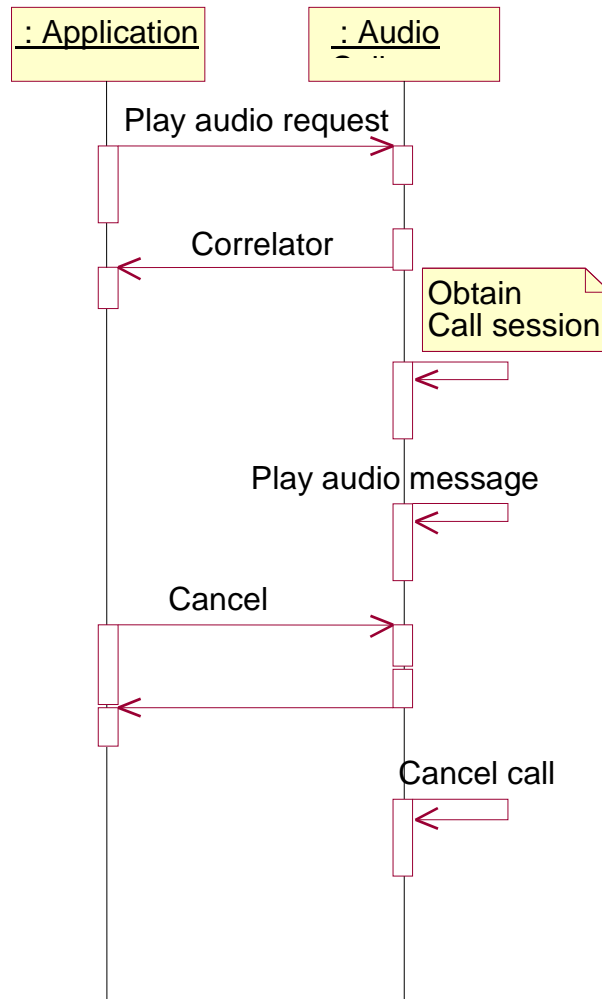 : Application
: Audio
Play audio request
Correlator
Obtain
Call session
Play audio message
Cancel
Cancel call